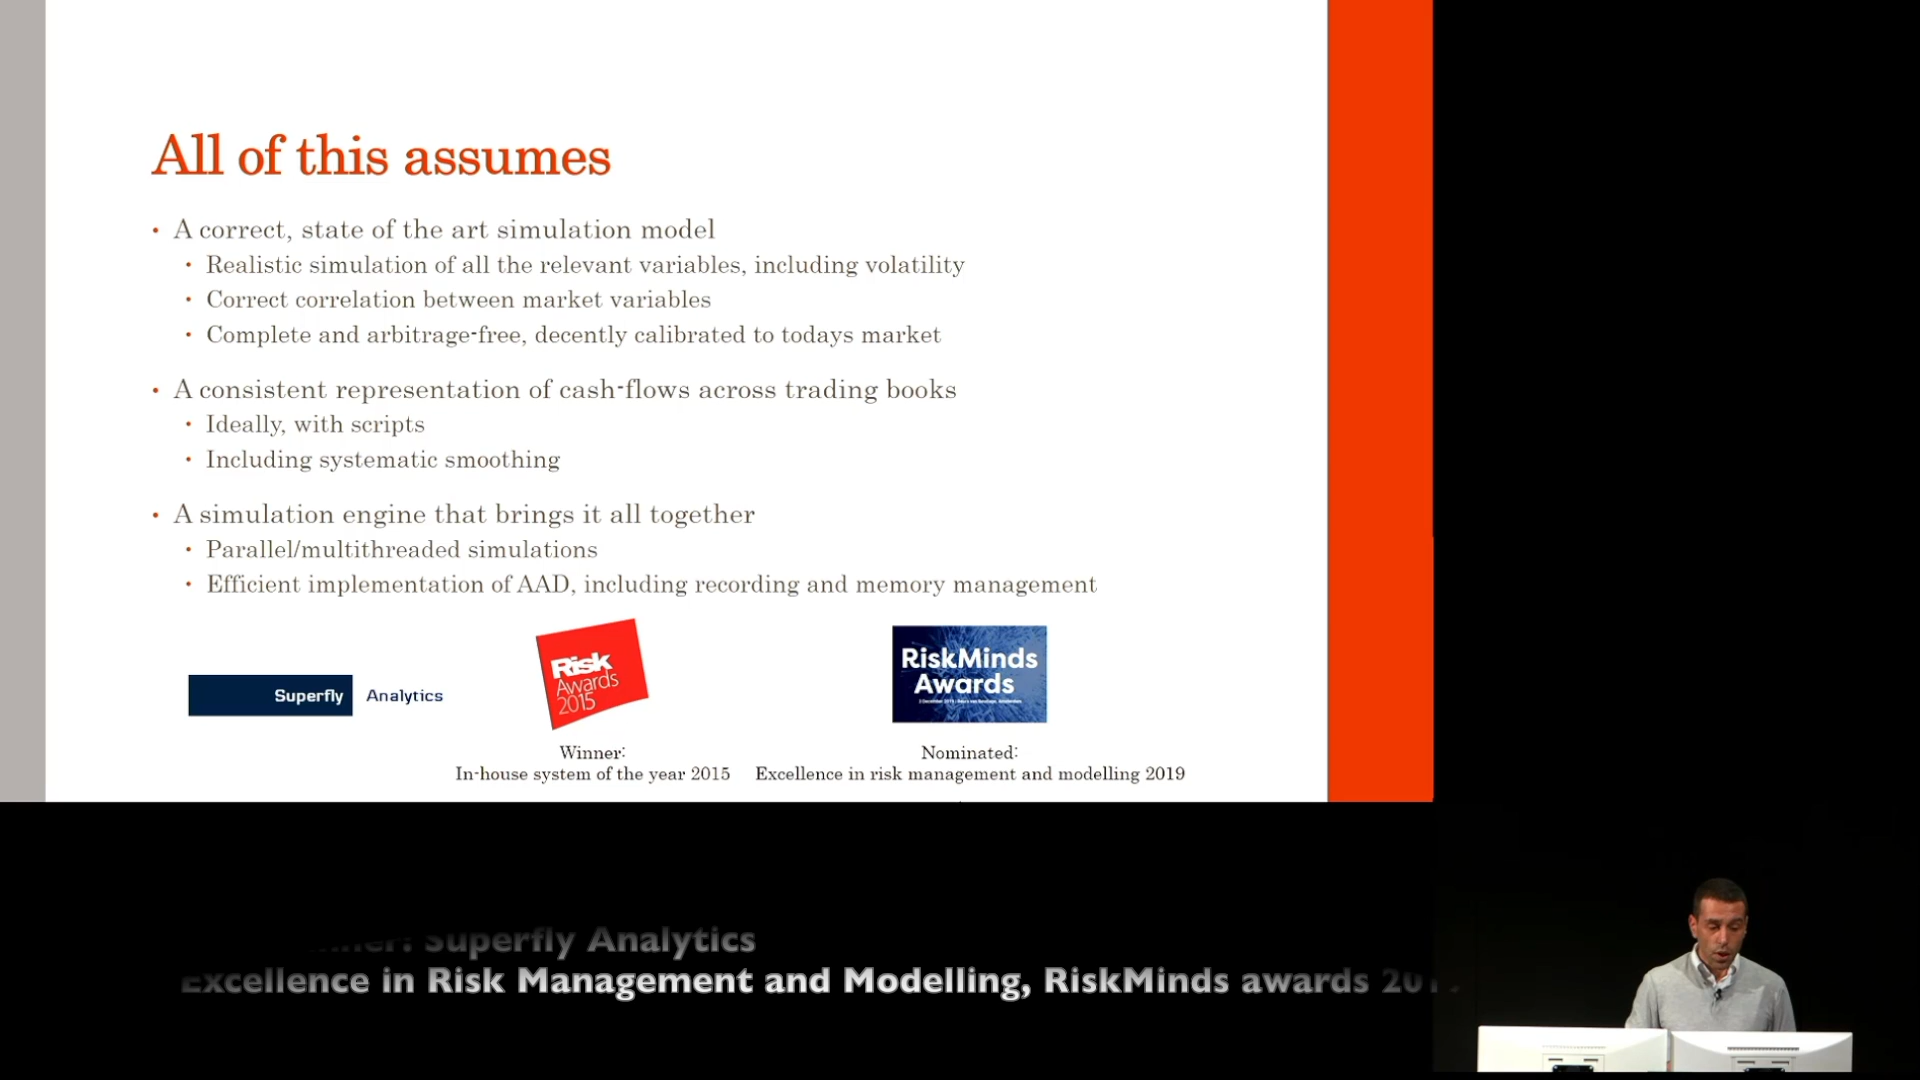 All of this assumes
• A correct, state of the art simulation model
• Realistic simulation of all the relevant variables, including volatility
• Correct correlation between market variables
• Complete and arbitrage-free, decently calibrated to todays market
• A consistent representation of cash-flows across trading books
• Ideally, with scripts
• Including systematic smoothing
• A simulation engine that brings it all together
• Parallel/multithreaded simulations
• Efficient implementation of AAD, including recording and memory management
Superfly Analytics
Risk
Awards
2015
RiskMinds
Awards
Winner:
In-house system of the year 2015
Nominated:
Excellence in risk management and modelling 2019
Superfly Analytics
Excellence in Risk Management and Modelling, RiskMinds awards